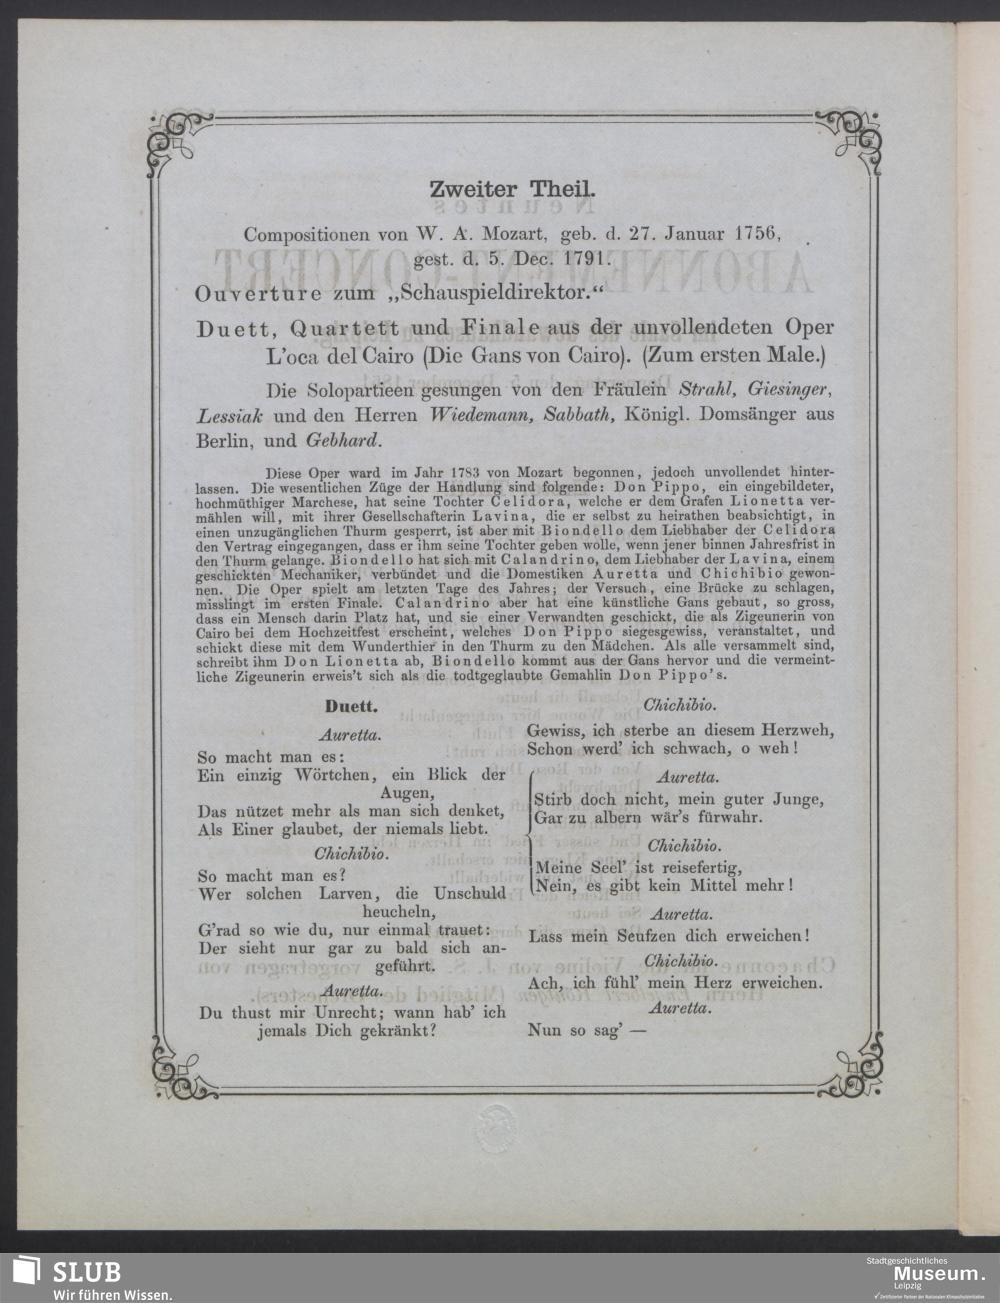 Zweiter Theil.
Compositionen von W. A. Mozart, geb. d. 27. Januar 1756,
gest. d. 5. Dec. 1791.
Ouverture zum „Schauspieldirektor.“
Duett, Quartett und Finale aus der unvollendeten Oper
L'oca del Cairo (Die Gans von Cairo). (Zum ersten Male.)
Die Solopartieen gesungen von den Fräulein Strahl, Giesinger,
Lessiak und den Herren Wiedemann, Sabbath, Königl. Domsänger aus
Berlin, und Gebhard.
Diese Oper ward im Jahr 1783 von Mozart begonnen, jedoch unvollendet hinter-
lassen. Die wesentlichen Züge der Handlung sind folgende: Don Pippo, ein eingebildeter,
hochmüthiger Marchese, hat seine Tochter Celidora, welche er dem Grafen Lionetta ver-
mählen will, mit ihrer Gesellschafterin Lavina, die er selbst zu heirathen beabsichtigt, in
einen unzugänglichen Thurm gesperrt, ist aber mit Biondello dem Liebhaber der Celidora
den Vertrag eingegangen, dass er ihm seine Tochter geben wolle, wenn jener binnen Jahresfrist in
den Thurm gelange. Biondello hat sich mit Calandrino, dem Liebhaber der Lavina, einem
geschickten Mechaniker, verbündet und die Domestiken Auretta und Chichibio gewon-
nen. Die Oper spielt am letzten Tage des Jahres; der Versuch, eine Brücke zu schlagen,
misslingt im ersten Finale. Calandrino aber hat eine künstliche Gans gebaut, so gross,
dass ein Mensch darin Platz hat, und sie einer Verwandten geschickt, die als Zigeunerin von
Cairo bei dem Hochzeitfest erscheint, welches Don Pippo siegesgewiss, veranstaltet, und
schickt diese mit dem Wunderthier in den Thurm zu den Mädchen. Als alle versammelt sind,
schreibt ihm Don Lionetta ab, Biondello kommt aus der Gans hervor und die vermeint-
liche Zigeunerin erweis't sich als die todtgeglaubte Gemahlin Don Pippo's.
Duett.
Auretta.
So macht man es:
Ein einzig Wörtchen, ein Blick der
Augen,
Das nützet mehr als man sich denket,
Als Einer glaubet, der niemals liebt.
Chichibio.
So macht man es?
Wer solchen Larven, die Unschuld
heucheln,
G'rad so wie du, nur einmal trauet:
Der sieht nur gar zu bald sich an-
geführt.
Auretta.
Du thust mir Unrecht; wann hab' ich
jemals Dich gekränkt?
Chichibio.
Gewiss, ich sterbe an diesem Herzweh,
Schon werd' ich schwach, o weh!
Auretta.
Stirb doch nicht, mein guter Junge,
Gar zu albern wär's fürwahr.
Chichibio.
Meine Seel' ist reisefertig,
Nein, es gibt kein Mittel mehr!
Auretta.
Lass mein Seufzen dich erweichen!
Chichibio.
Ach, ich fühl' mein Herz erweichen.
Auretta.
Nun so sag' —
SLUB
Wir führen Wissen.
Stadtgeschichtliches
Museum.
Leipzig
Zertifizierter Partner der Nationalen Klimaschutzinitiative